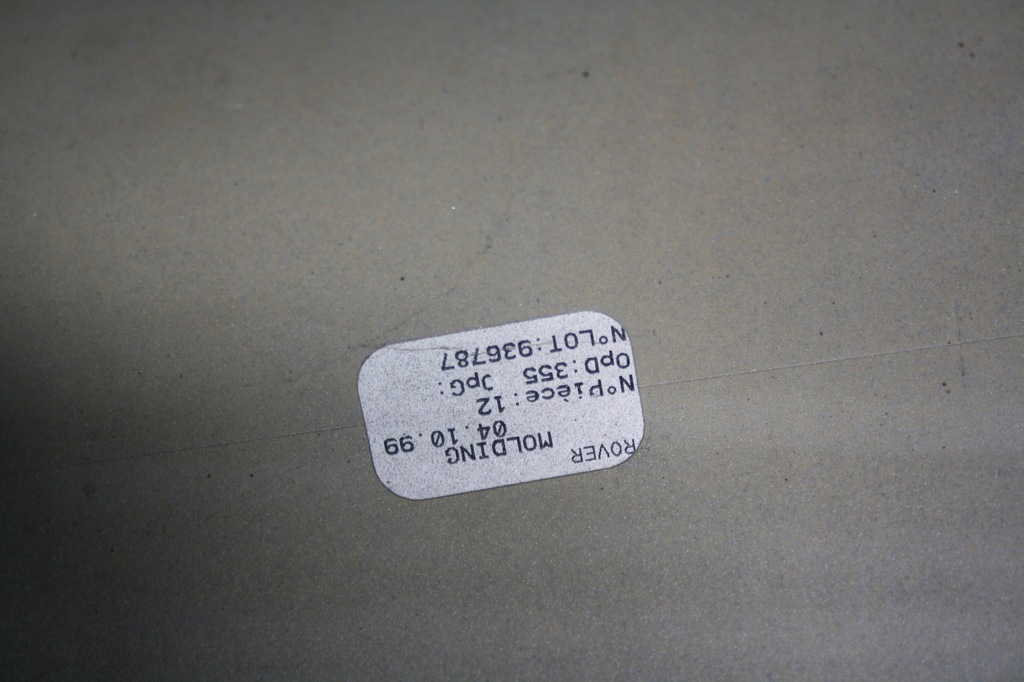 ROVER MOLDING
04.10.99
N°pièce:12
OpD:355 JpG:
N°LOT:936787